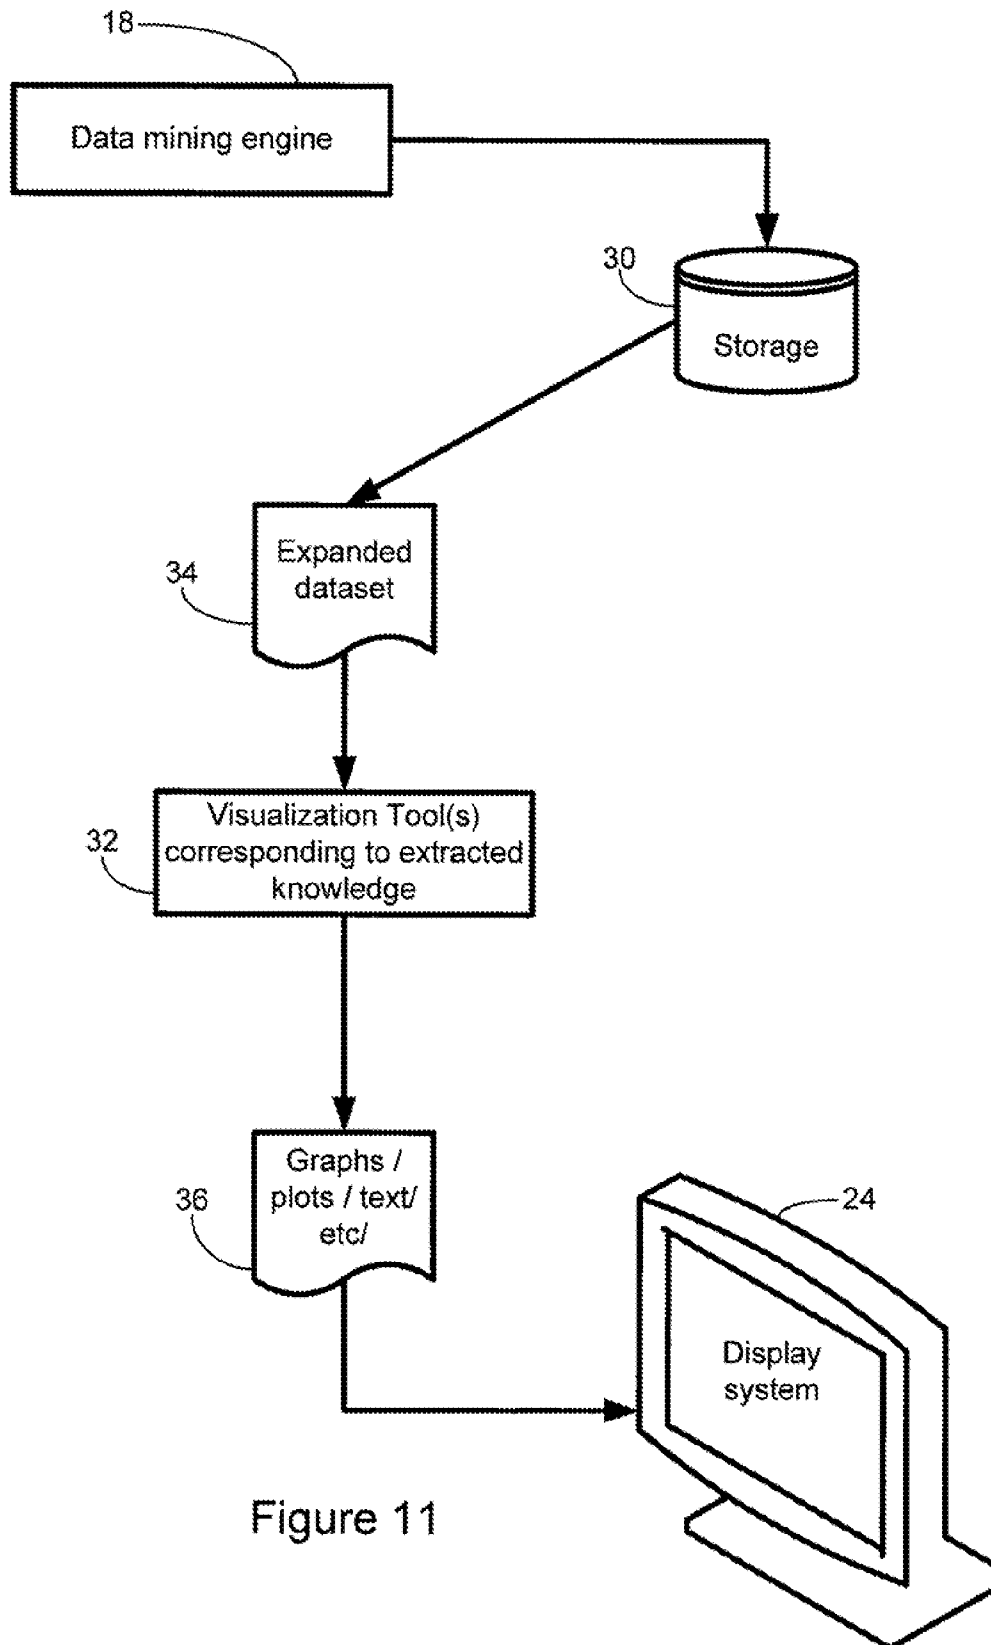 18
Data mining engine
30
Storage
Expanded
dataset
34
Visualization Tool(s)
corresponding to extracted
knowledge
32
Graphs /
plots / text/
etc/
36
24
Display
system
Figure 11